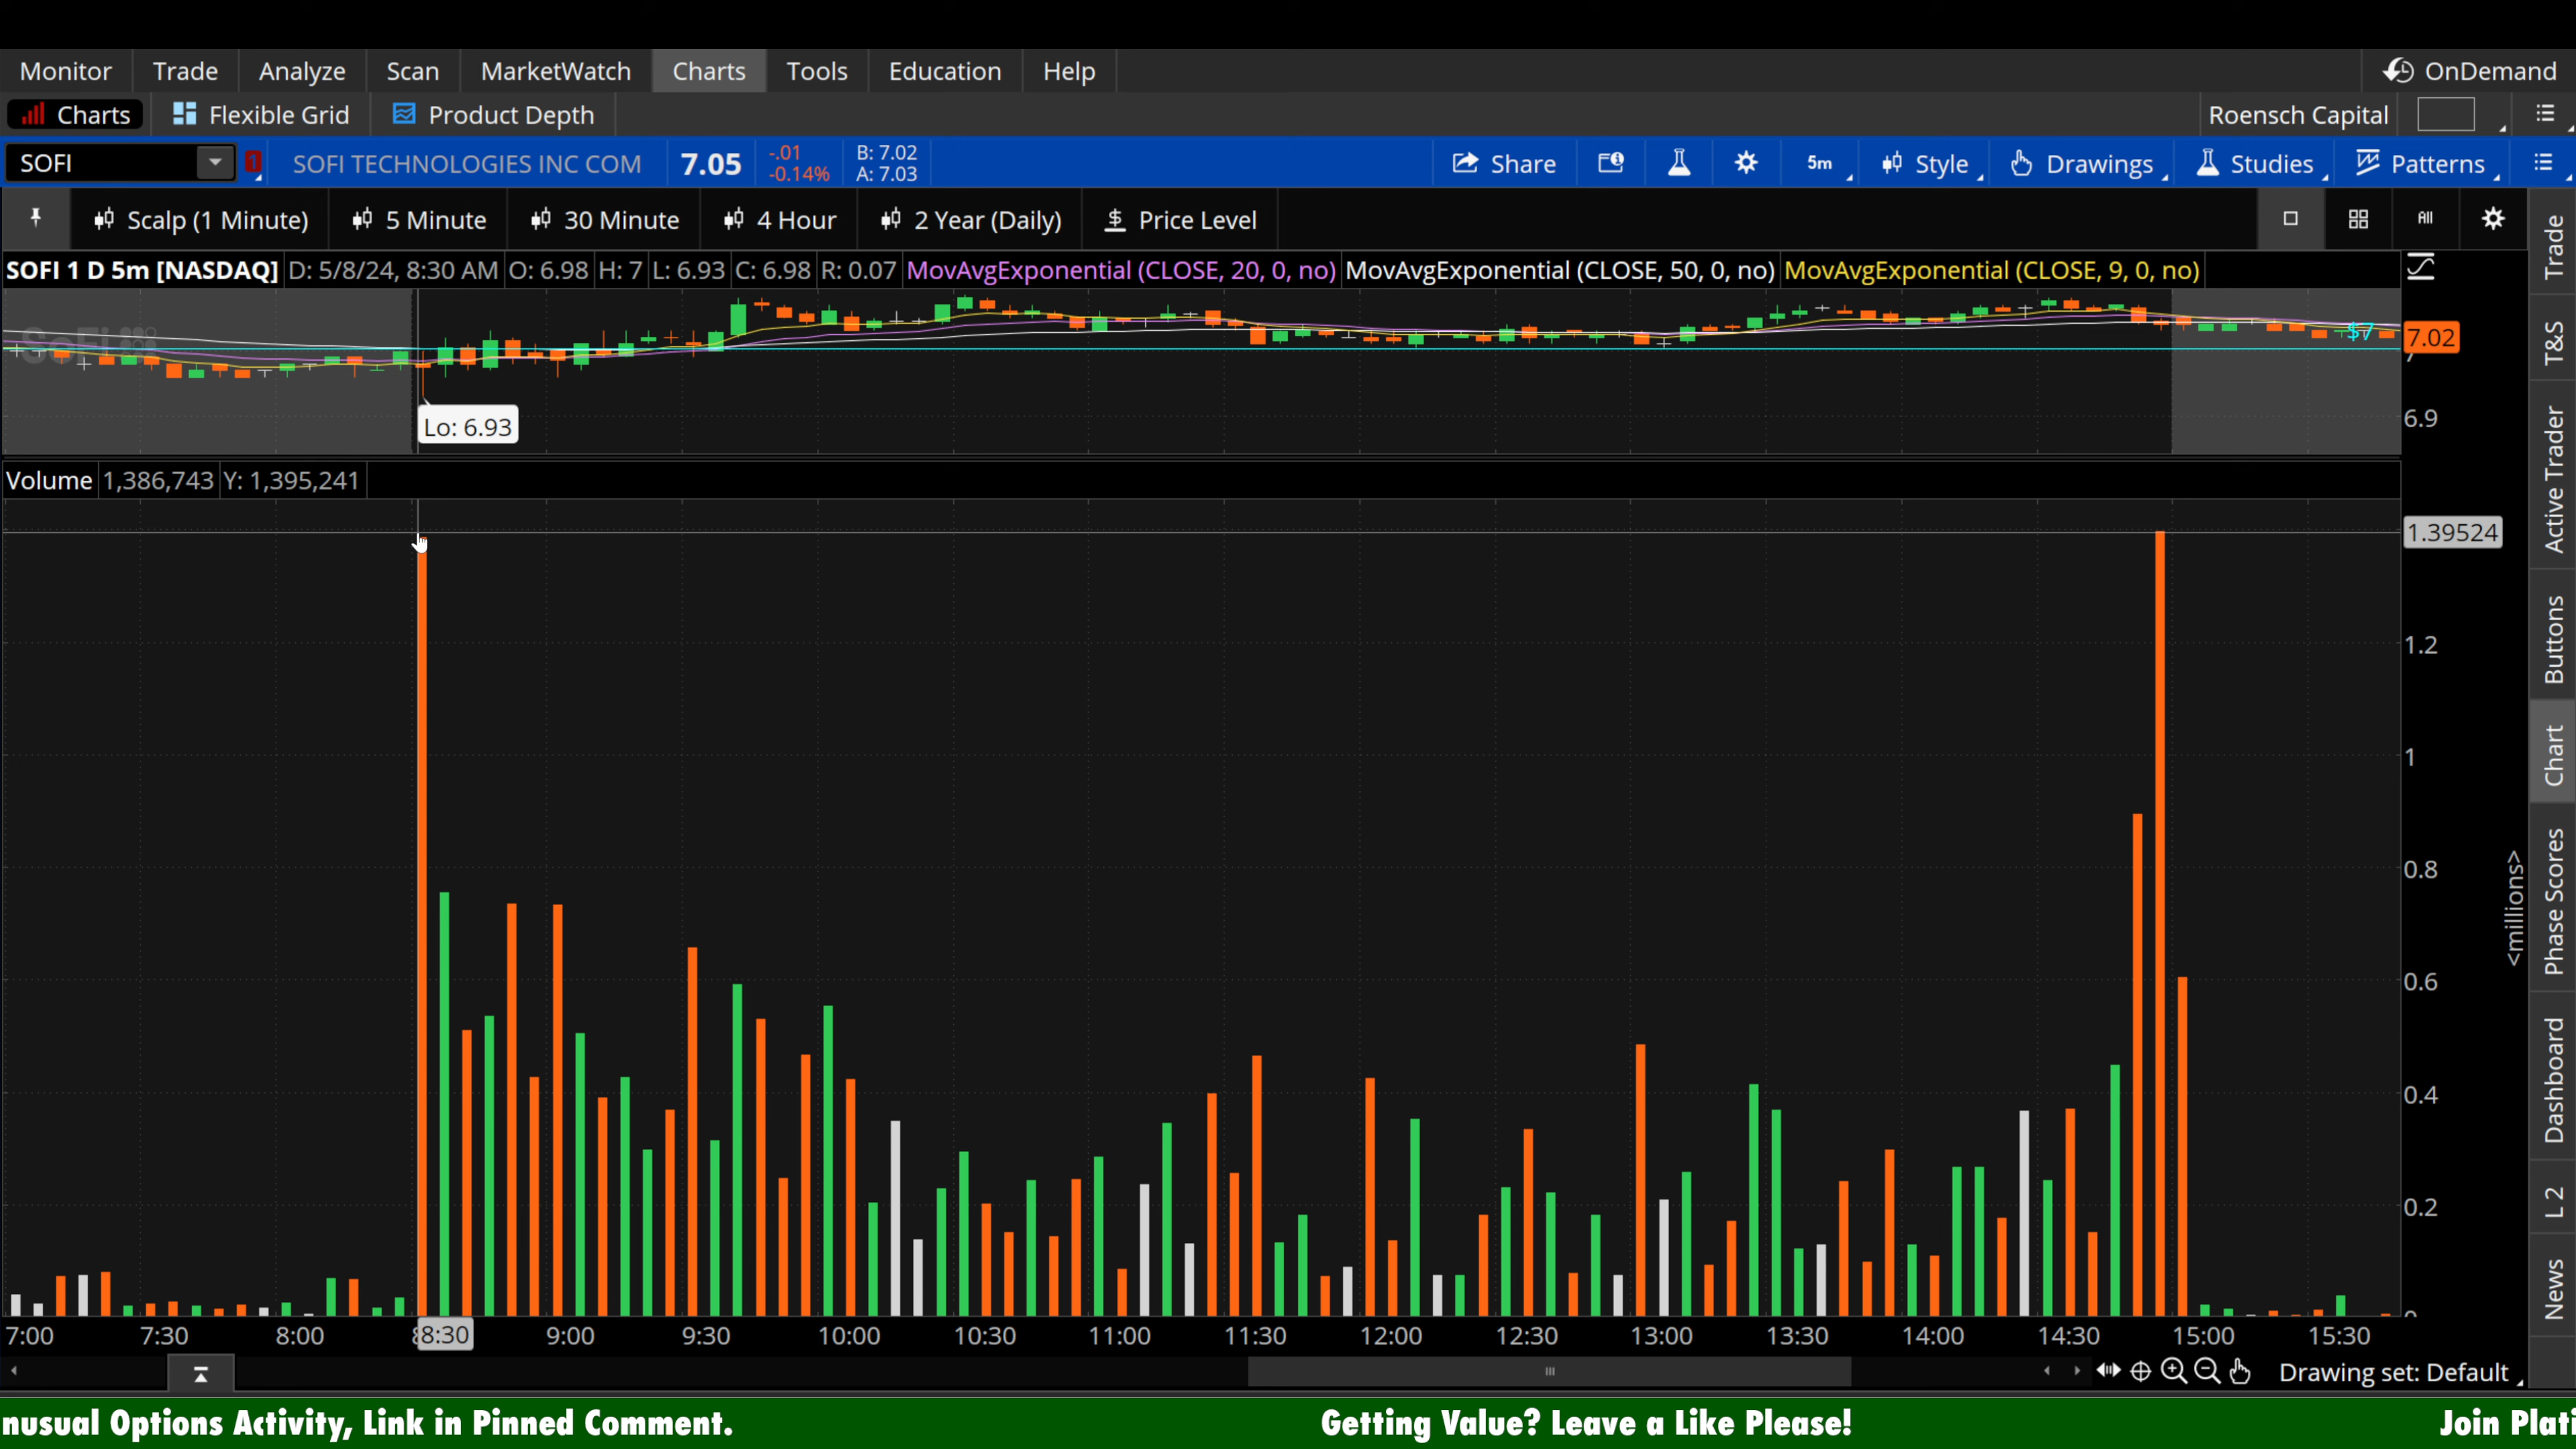 Monitor Trade Analyze Scan MarketWatch Charts Tools Education Help OnDemand
Charts Flexible Grid Product Depth Roensch Capital
SOFI 1 SOFI TECHNOLOGIES INC COM 7.05 -.01 -0.14% B: 7.02 A: 7.03 Share 5m Style Drawings Studies Patterns
Scalp (1 Minute) 5 Minute 30 Minute 4 Hour 2 Year (Daily) $ Price Level All
SOFI 1 D 5m [NASDAQ] D: 5/8/24, 8:30 AM O: 6.98 H: 7 L: 6.93 C: 6.98 R: 0.07 MovAvgExponential (CLOSE, 20, 0, no) MovAvgExponential (CLOSE, 50, 0, no) MovAvgExponential (CLOSE, 9, 0, no)
SoFi
$7
7.02
7
6.9
Lo: 6.93
Volume 1,386,743 Y: 1,395,241
1.39524
1.2
1
0.8
0.6
0.4
0.2
0
<millions>
7:00 7:30 8:00 8:30 9:00 9:30 10:00 10:30 11:00 11:30 12:00 12:30 13:00 13:30 14:00 14:30 15:00 15:30
Drawing set: Default
Trade
T&S
Active Trader
Buttons
Chart
Phase Scores
Dashboard
L 2
News
nusual Options Activity, Link in Pinned Comment. Getting Value? Leave a Like Please! Join Plati